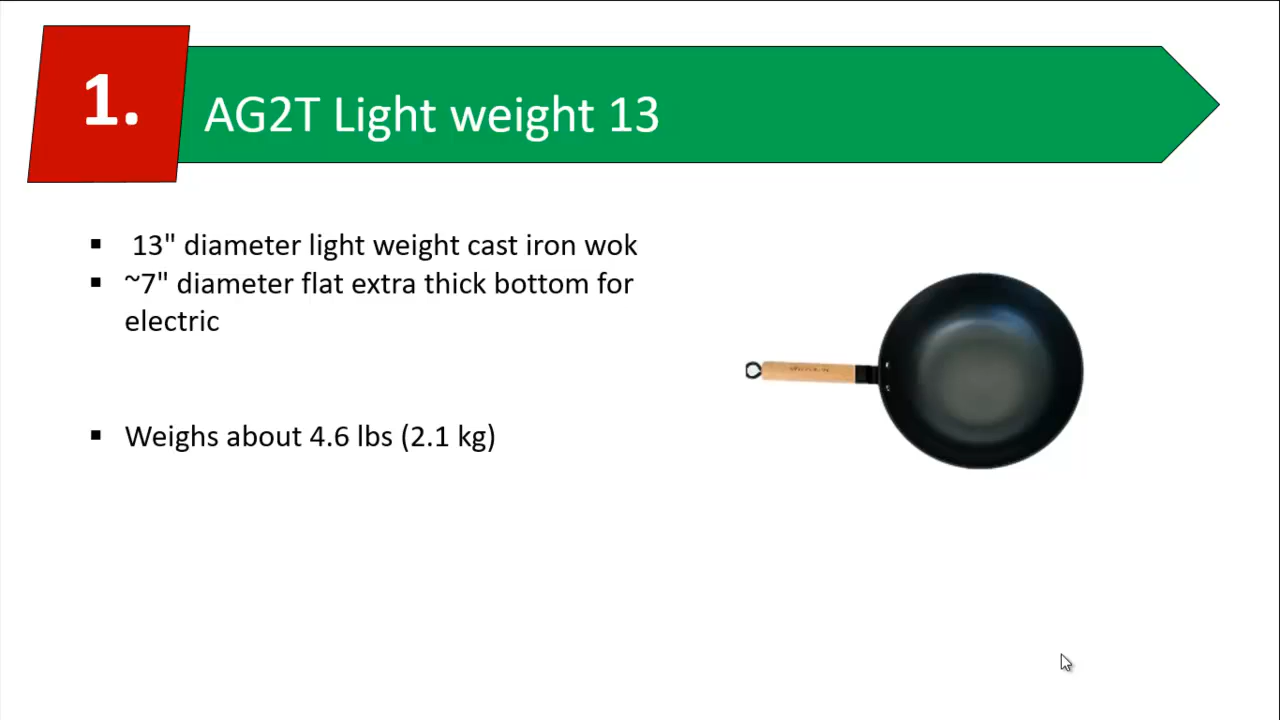 1.
AG2T Light weight 13
▪ 13" diameter light weight cast iron wok
▪ ~7" diameter flat extra thick bottom for
electric
▪ Weighs about 4.6 lbs (2.1 kg)